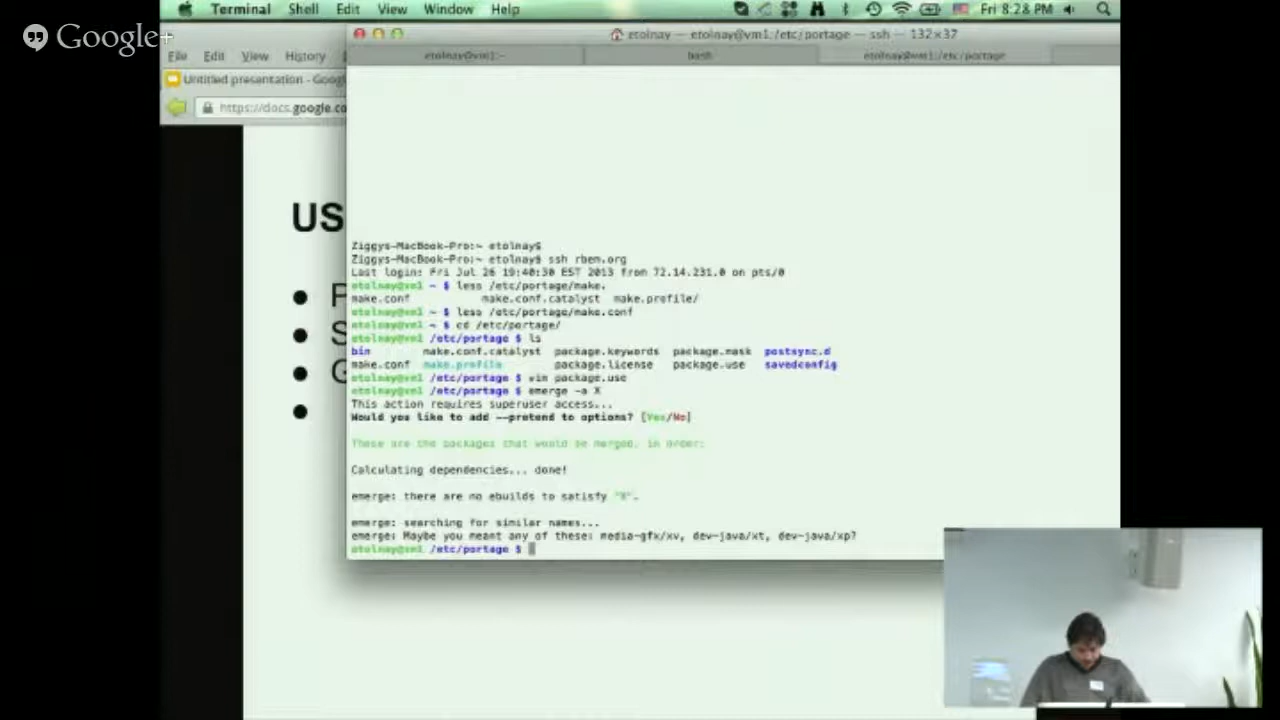 Terminal Shell Edit View Window Help Fri 8:28 PM
Google+
etolnay — etolnay@vm1:/etc/portage — ssh — 132×37
File Edit View History
etolnay@vm1:~ bash etolnay@vm1:/etc/portage
Untitled presentation - Goog
https://docs.google.co
US
P
S
G
Ziggys-MacBook-Pro:~ etolnay$
Ziggys-MacBook-Pro:~ etolnay$ ssh rbem.org
Last login: Fri Jul 26 19:40:30 EST 2013 from 72.14.231.0 on pts/0
etolnay@vm1 ~ $ less /etc/portage/make.
make.conf make.conf.catalyst make.profile/
etolnay@vm1 ~ $ less /etc/portage/make.conf
etolnay@vm1 ~ $ cd /etc/portage/
etolnay@vm1 /etc/portage $ ls
bin make.conf.catalyst package.keywords package.mask postsync.d
make.conf make.profile package.license package.use savedconfig
etolnay@vm1 /etc/portage $ vim package.use
etolnay@vm1 /etc/portage $ emerge -a X
This action requires superuser access...
Would you like to add --pretend to options? [Yes/No]
These are the packages that would be merged, in order:
Calculating dependencies... done!
emerge: there are no ebuilds to satisfy "X".
emerge: searching for similar names...
emerge: Maybe you meant any of these: media-gfx/xv, dev-java/xt, dev-java/xp?
etolnay@vm1 /etc/portage $